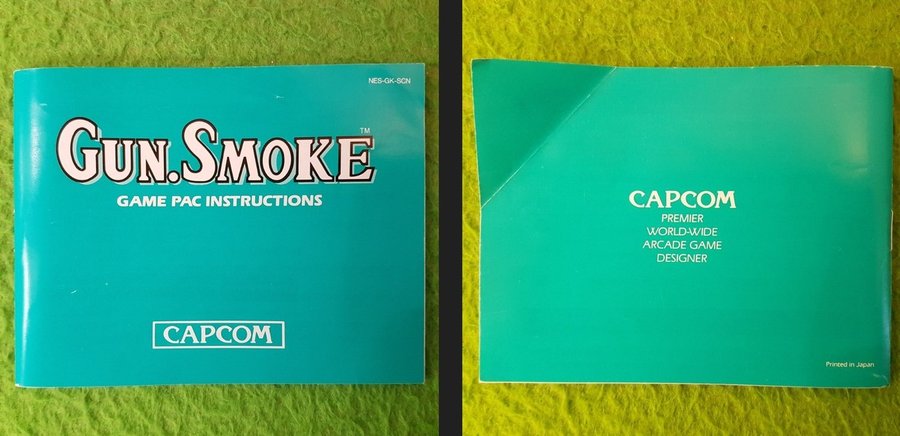 NES-GK-SCN
GUN.SMOKE™
GAME PAC INSTRUCTIONS
CAPCOM
CAPCOM
PREMIER
WORLD-WIDE
ARCADE GAME
DESIGNER
Printed in Japan